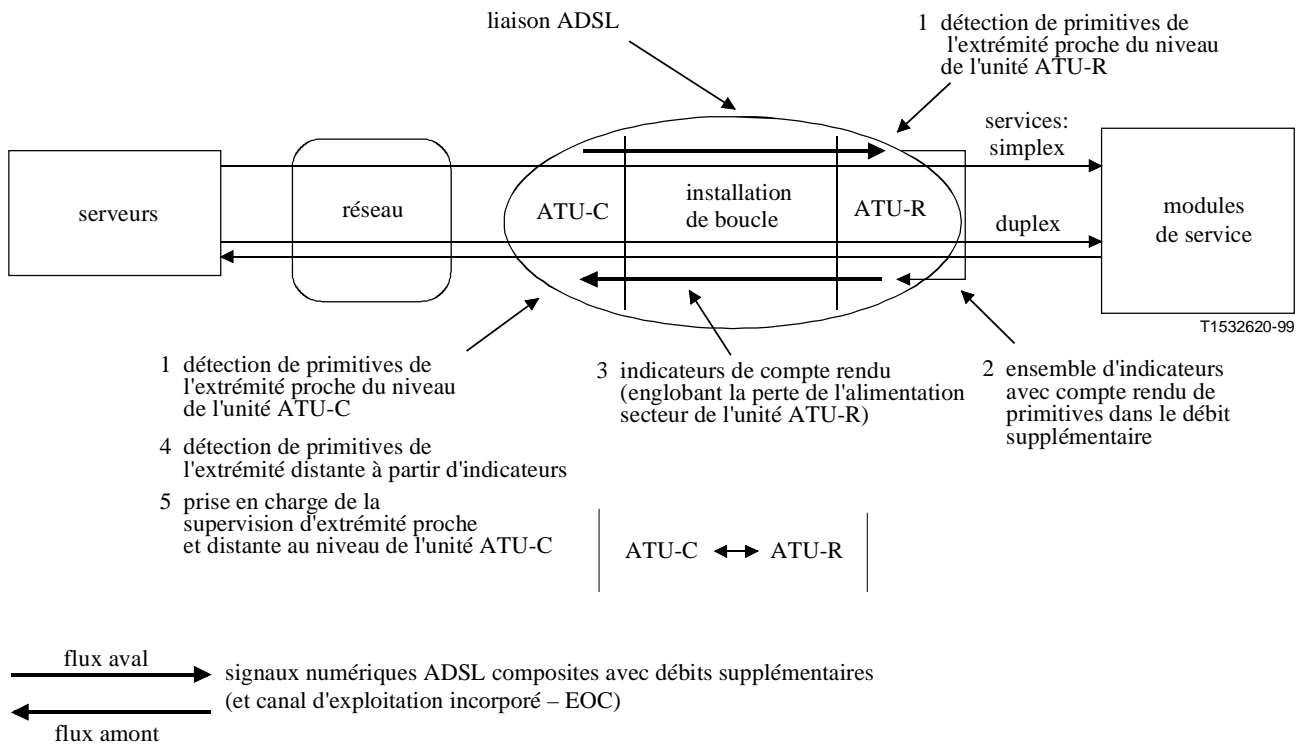 liaison ADSL
1 détection de primitives de
l'extrémité proche du niveau
de l'unité ATU-R
services:
simplex
serveurs
réseau
ATU-C
installation
de boucle
ATU-R
duplex
modules
de service
T1532620-99
1 détection de primitives de
l'extrémité proche du niveau
de l'unité ATU-C
4 détection de primitives de
l'extrémité distante à partir d'indicateurs
5 prise en charge de la
supervision d'extrémité proche
et distante au niveau de l'unité ATU-C
3 indicateurs de compte rendu
(englobant la perte de l'alimentation
secteur de l'unité ATU-R)
2 ensemble d'indicateurs
avec compte rendu de
primitives dans le débit
supplémentaire
ATU-C
ATU-R
flux aval
signaux numériques ADSL composites avec débits supplémentaires
(et canal d'exploitation incorporé – EOC)
flux amont